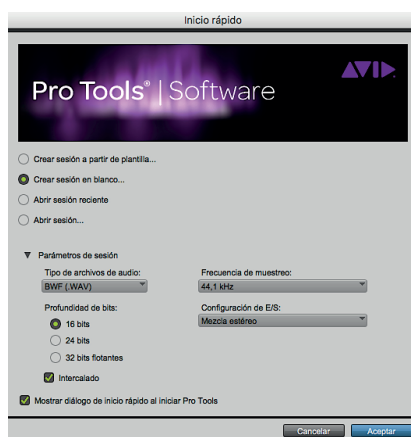 Inicio rápido
AVID
Pro Tools® | Software
Crear sesión a partir de plantilla...
Crear sesión en blanco...
Abrir sesión reciente
Abrir sesión...
Parámetros de sesión
Tipo de archivos de audio:
BWF (.WAV)
Frecuencia de muestreo:
44,1 kHz
Profundidad de bits:
16 bits
24 bits
32 bits flotantes
Configuración de E/S:
Mezcla estéreo
Intercalado
Mostrar diálogo de inicio rápido al iniciar Pro Tools
Cancelar
Aceptar